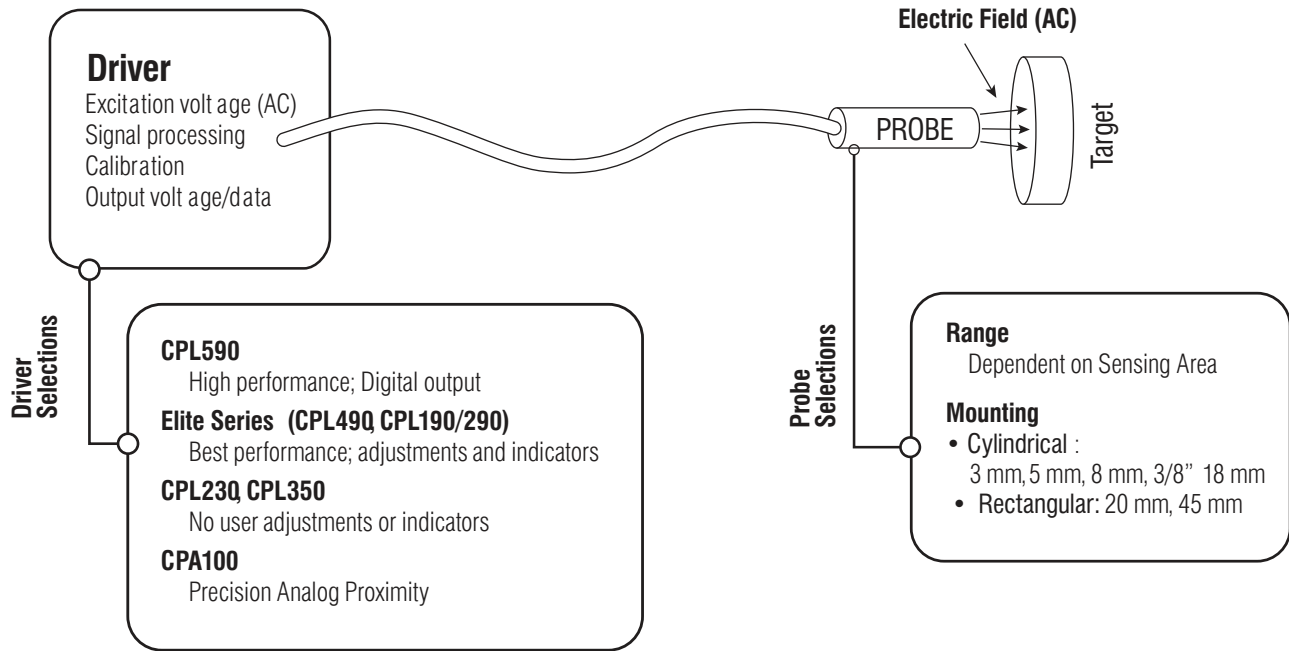 Electric Field (AC)
Driver
Excitation volt age (AC)
Signal processing
Calibration
Output volt age/data
PROBE
Target
Driver
Selections
CPL590
High performance; Digital output
Elite Series (CPL490, CPL190/290)
Best performance; adjustments and indicators
CPL230, CPL350
No user adjustments or indicators
CPA100
Precision Analog Proximity
Probe
Selections
Range
Dependent on Sensing Area
Mounting
• Cylindrical :
3 mm, 5 mm, 8 mm, 3/8” 18 mm
• Rectangular: 20 mm, 45 mm